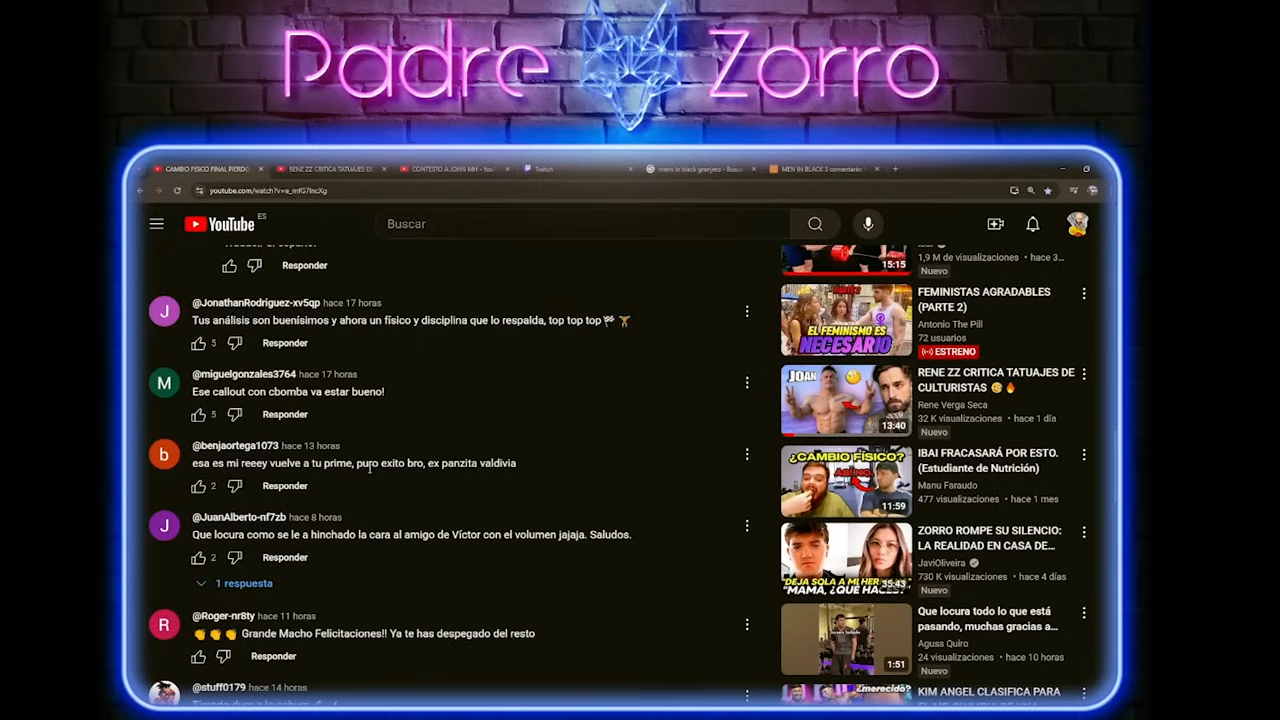 Padre Zorro
CAMBIO FISICO FINAL PIERDO
RENE ZZ CRITICA TATUAJES DE
CONTESTO A JOHN MH - You
Twitch
mens in black granjero - Busc
MEN IN BLACK 3 comentario
youtube.com/watch?v=
YouTube ES
Buscar
Responder
@JonathanRodriguez-xv5qp hace 17 horas
Tus análisis son buenísimos y ahora un físico y disciplina que lo respalda, top top top🏁🏋
5 Responder
@miguelgonzales3764 hace 17 horas
Ese callout con cbomba va estar bueno!
5 Responder
@benjaortega1073 hace 13 horas
esa es mi reeey vuelve a tu prime, puro exito bro, ex panzita valdivia
2 Responder
@JuanAlberto-nf7zb hace 8 horas
Que locura como se le a hinchado la cara al amigo de Víctor con el volumen jajaja. Saludos.
2 Responder
1 respuesta
@Roger-nr8ty hace 11 horas
👏👏👏 Grande Macho Felicitaciones!! Ya te has despegado del resto
Responder
@stuff0179 hace 14 horas
15:15
1,9 M de visualizaciones • hace 3...
Nuevo
PARTE 2
EL FEMINISMO ES
NECESARIO
FEMINISTAS AGRADABLES
(PARTE 2)
Antonio The Pill
72 usuarios
ESTRENO
JOAN
13:40
RENE ZZ CRITICA TATUAJES DE
CULTURISTAS 🧐🔥
Rene Verga Seca
32 K visualizaciones • hace 1 día
Nuevo
¿CAMBIO FÍSICO?
ASÍ NO.
11:59
IBAI FRACASARÁ POR ESTO.
(Estudiante de Nutrición)
Manu Faraudo
477 visualizaciones • hace 1 mes
"DEJA SOLA A MI HER
"MAMA, ¿QUE HACES?"
35:43
ZORRO ROMPE SU SILENCIO:
LA REALIDAD EN CASA DE...
JaviOliveira
730 K visualizaciones • hace 4 días
Nuevo
1:51
Que locura todo lo que está
pasando, muchas gracias a...
Aguss Quiro
24 visualizaciones • hace 10 horas
Nuevo
¿merecido?
KIM ANGEL CLASIFICA PARA